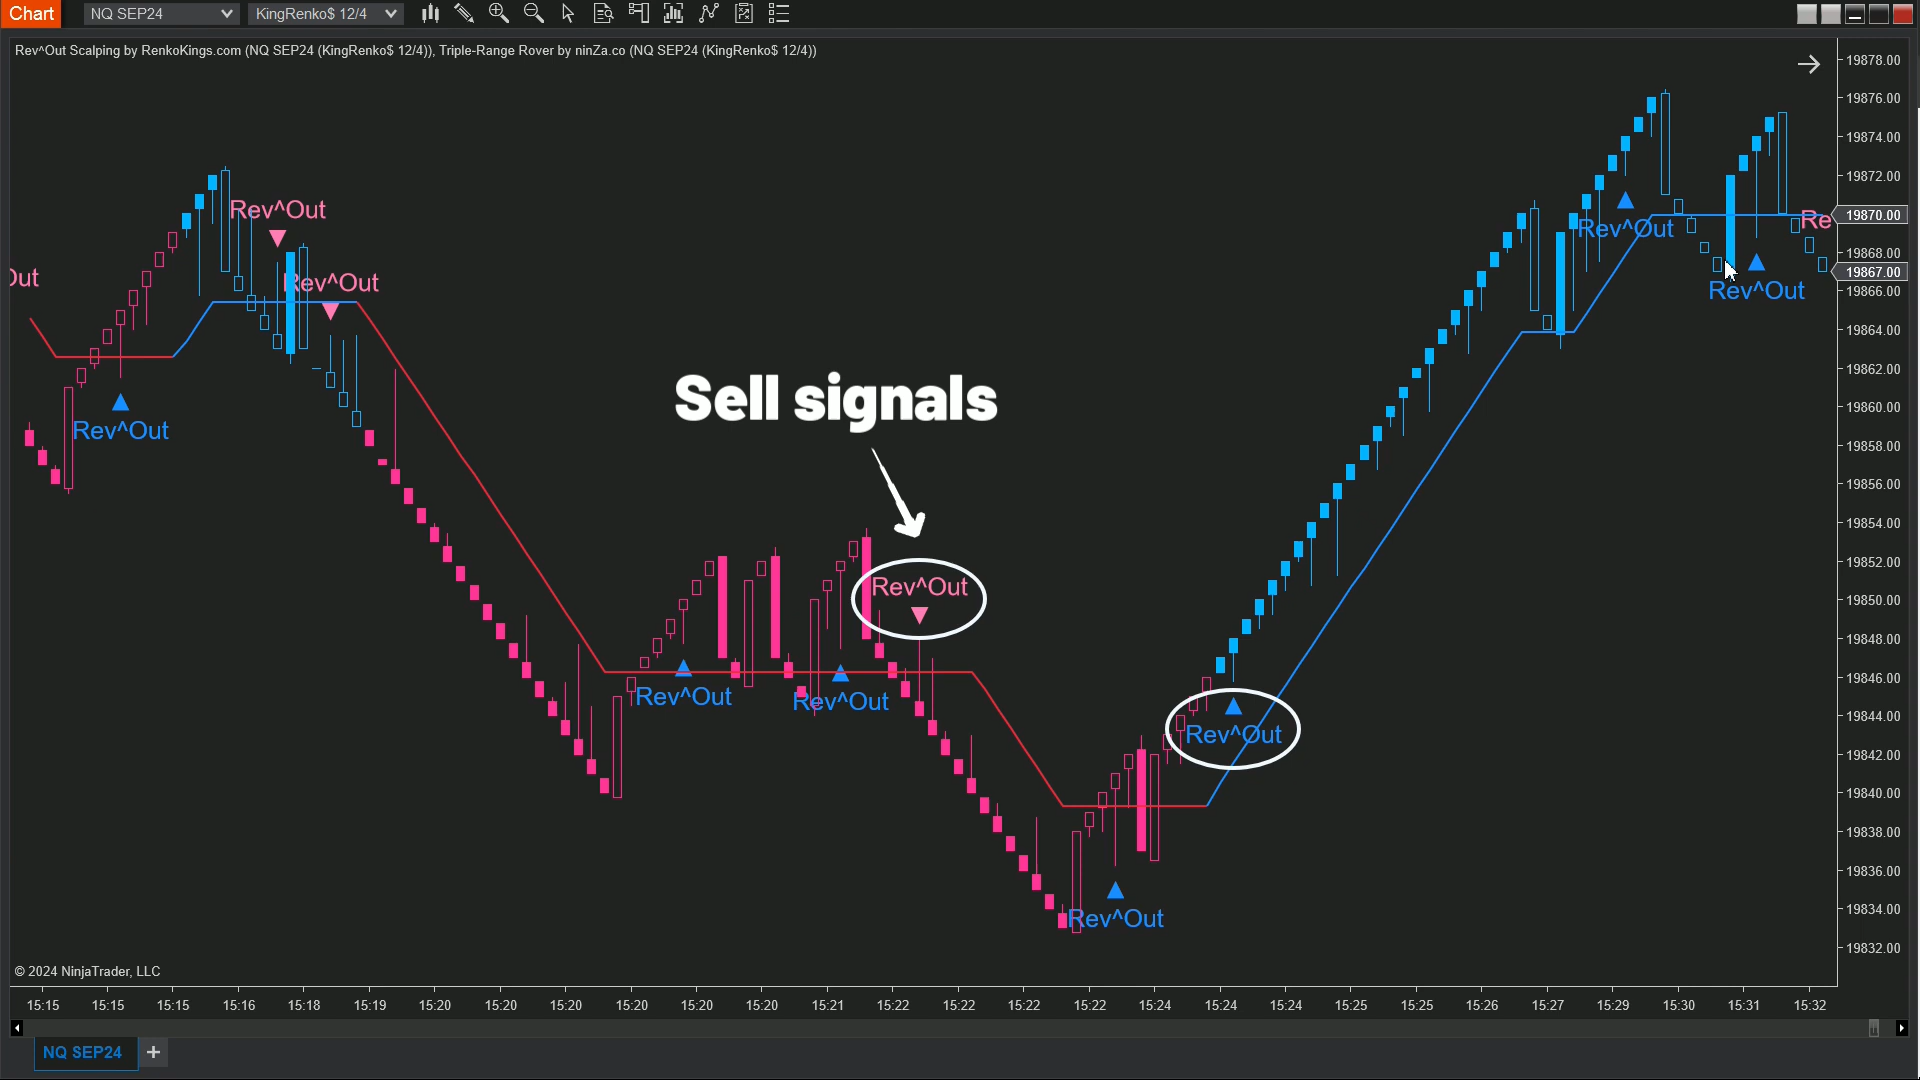 Chart NQ SEP24 KingRenko$ 12/4
Rev^Out Scalping by RenkoKings.com (NQ SEP24 (KingRenko$ 12/4)), Triple-Range Rover by ninZa.co (NQ SEP24 (KingRenko$ 12/4))
19878.00
19876.00
19874.00
19872.00
19870.00
19868.00
19867.00
19866.00
19864.00
19862.00
19860.00
19858.00
19856.00
19854.00
19852.00
19850.00
19848.00
19846.00
19844.00
19842.00
19840.00
19838.00
19836.00
19834.00
19832.00
Rev^Out
Re
Rev^Out
Out
Rev^Out
Rev^Out
Sell signals
Rev^Out
Rev^Out
Rev^Out
Rev^Out
Rev^Out
Rev^Out
© 2024 NinjaTrader, LLC
15:15 15:15 15:15 15:16 15:18 15:19 15:20 15:20 15:20 15:20 15:20 15:20 15:21 15:22 15:22 15:22 15:22 15:24 15:24 15:24 15:25 15:25 15:26 15:27 15:29 15:30 15:31 15:32
NQ SEP24 +
Rev^Out